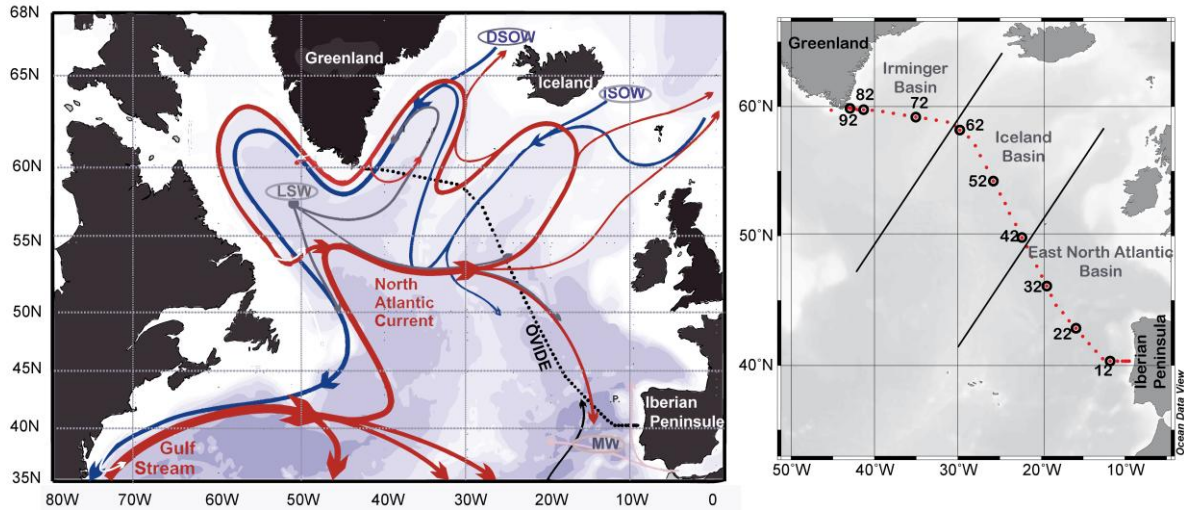 68N
65N
60N
55N
50N
45N
40N
35N
80W
70W
60W
50W
40W
30W
20W
10W
0
Greenland
DSOW
Iceland
ISOW
LSW
North
Atlantic
Current
OVIDE
P.
Iberian
Peninsule
MW
Gulf
Stream
Greenland
Irminger
Basin
82
92
72
62
Iceland
Basin
52
42
East North Atlantic
Basin
32
22
12
Iberian
Peninsula
60°N
50°N
40°N
50°W
40°W
30°W
20°W
10°W
Ocean Data View